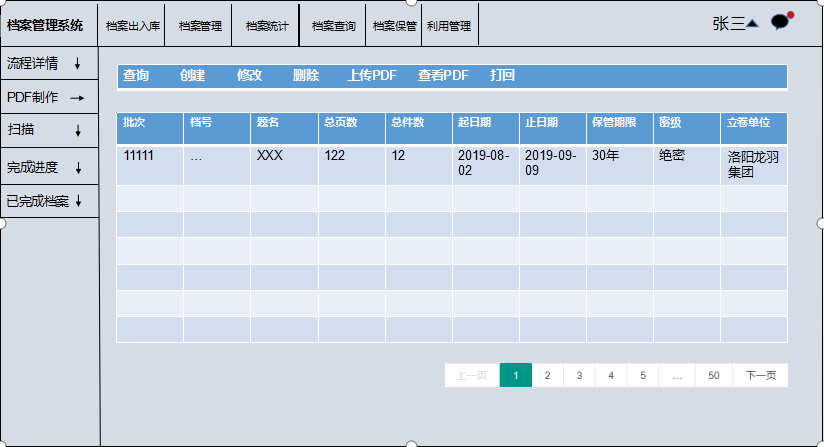 档案管理系统 档案出入库 档案管理 档案统计 档案查询 档案保管 利用管理 张三
流程详情
PDF制作
扫描
完成进度
已完成档案
查询 创建 修改 删除 上传PDF 查看PDF 打回
批次 档号 题名 总页数 总件数 起日期 止日期 保管期限 密级 立卷单位
11111 ... XXX 122 12 2019-08-02 2019-09-09 30年 绝密 洛阳龙羽集团
上一页 1 2 3 4 5 ... 50 下一页